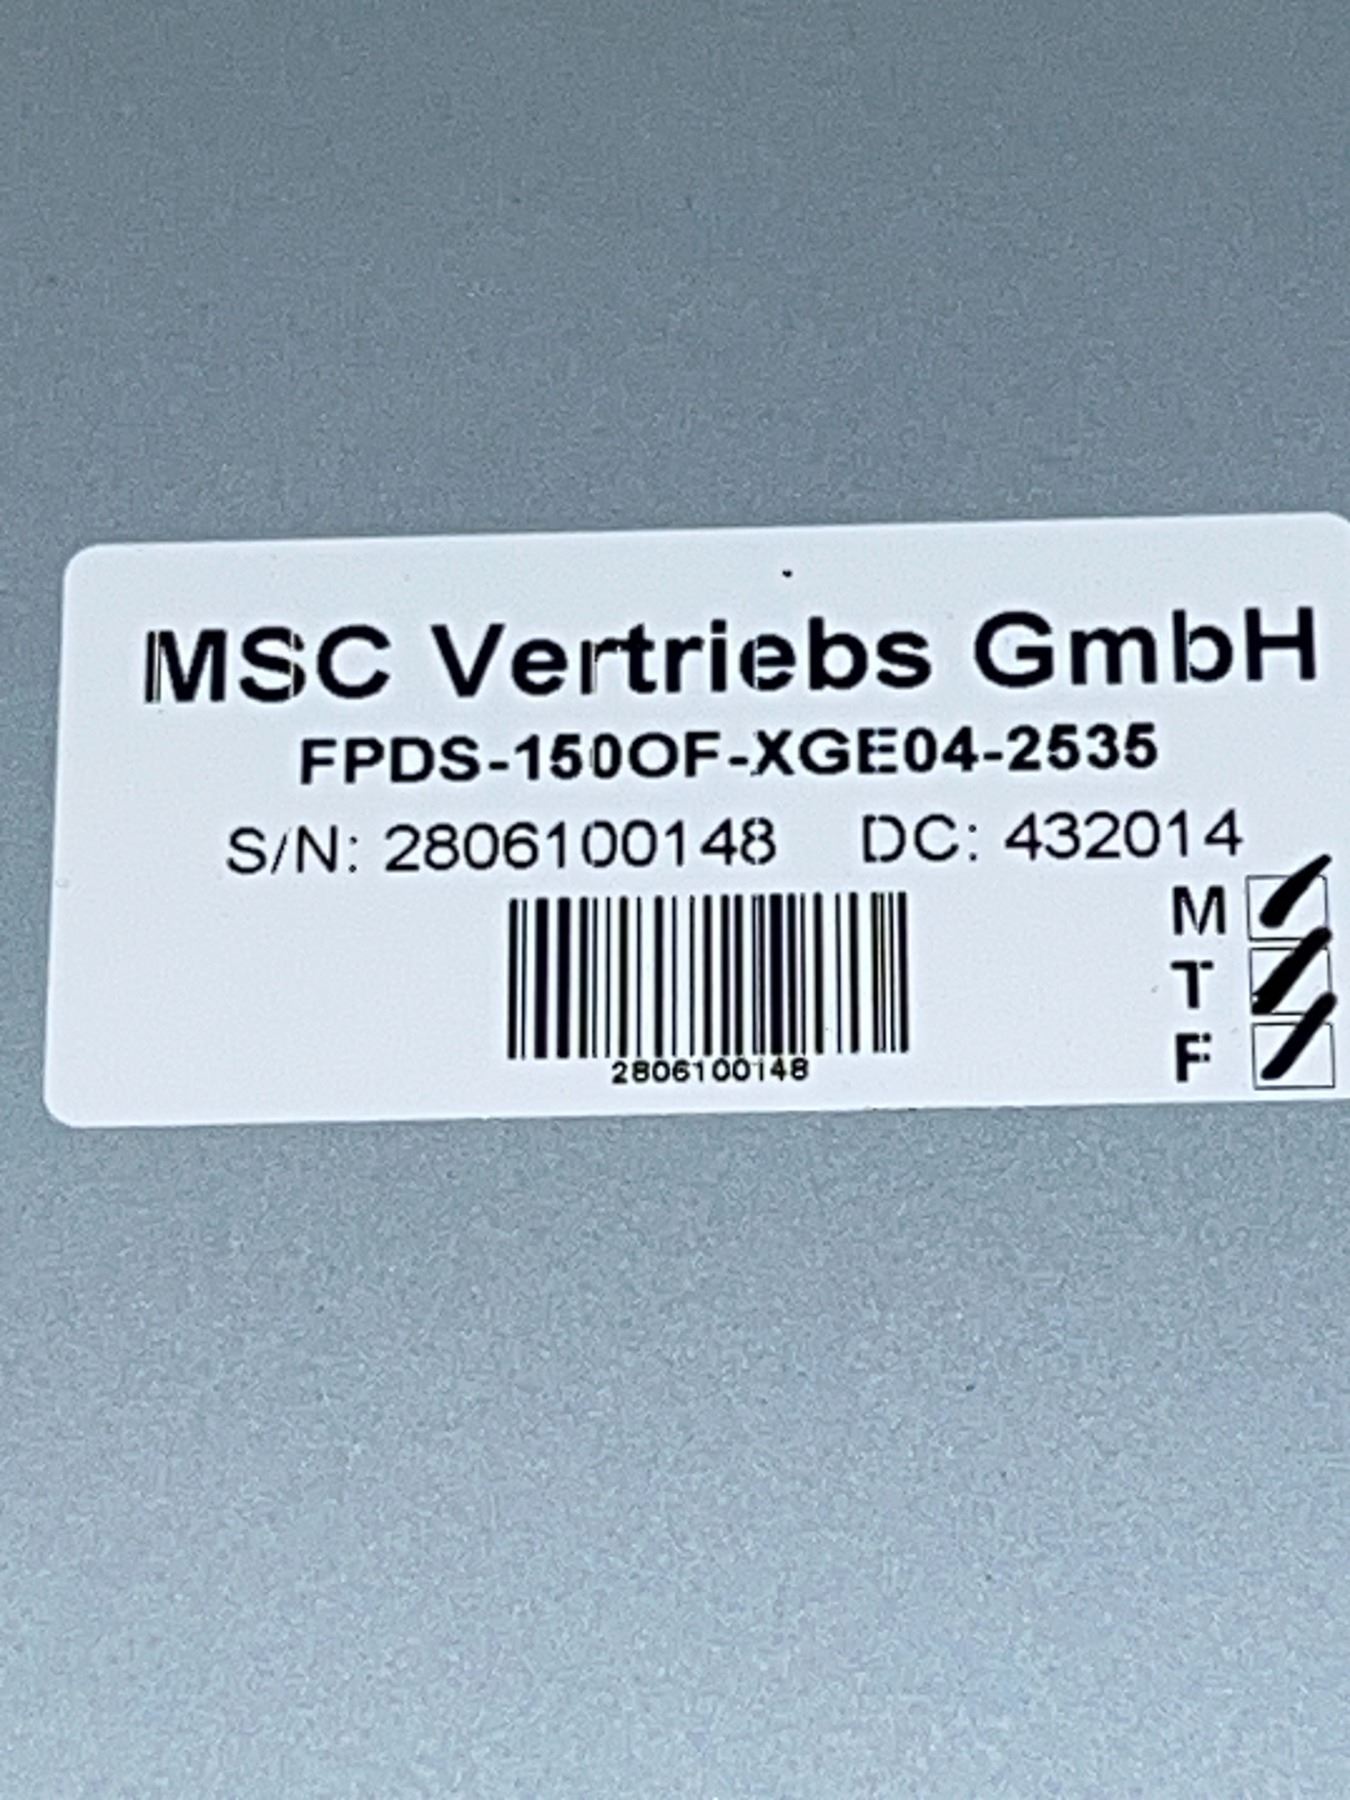 MSC Vertriebs GmbH
FPDS-150OF-XGE04-2535
S/N: 2806100148 DC: 432014
M
T
F
2806100148